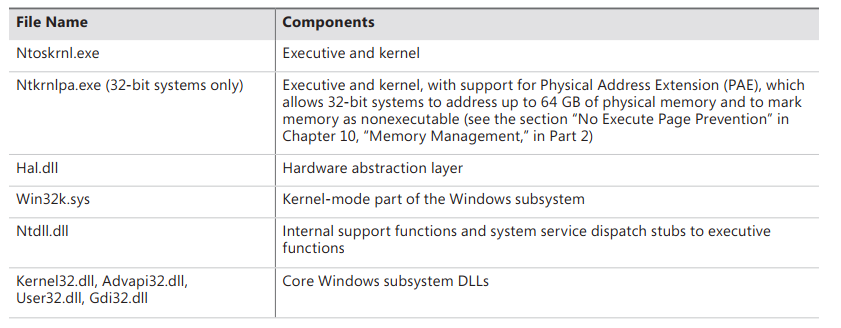 File Name Components
Ntoskrnl.exe Executive and kernel
Ntkrnlpa.exe (32-bit systems only) Executive and kernel, with support for Physical Address Extension (PAE), which
allows 32-bit systems to address up to 64 GB of physical memory and to mark
memory as nonexecutable (see the section “No Execute Page Prevention” in
Chapter 10, “Memory Management,” in Part 2)
Hal.dll Hardware abstraction layer
Win32k.sys Kernel-mode part of the Windows subsystem
Ntdll.dll Internal support functions and system service dispatch stubs to executive
functions
Kernel32.dll, Advapi32.dll, Core Windows subsystem DLLs
User32.dll, Gdi32.dll